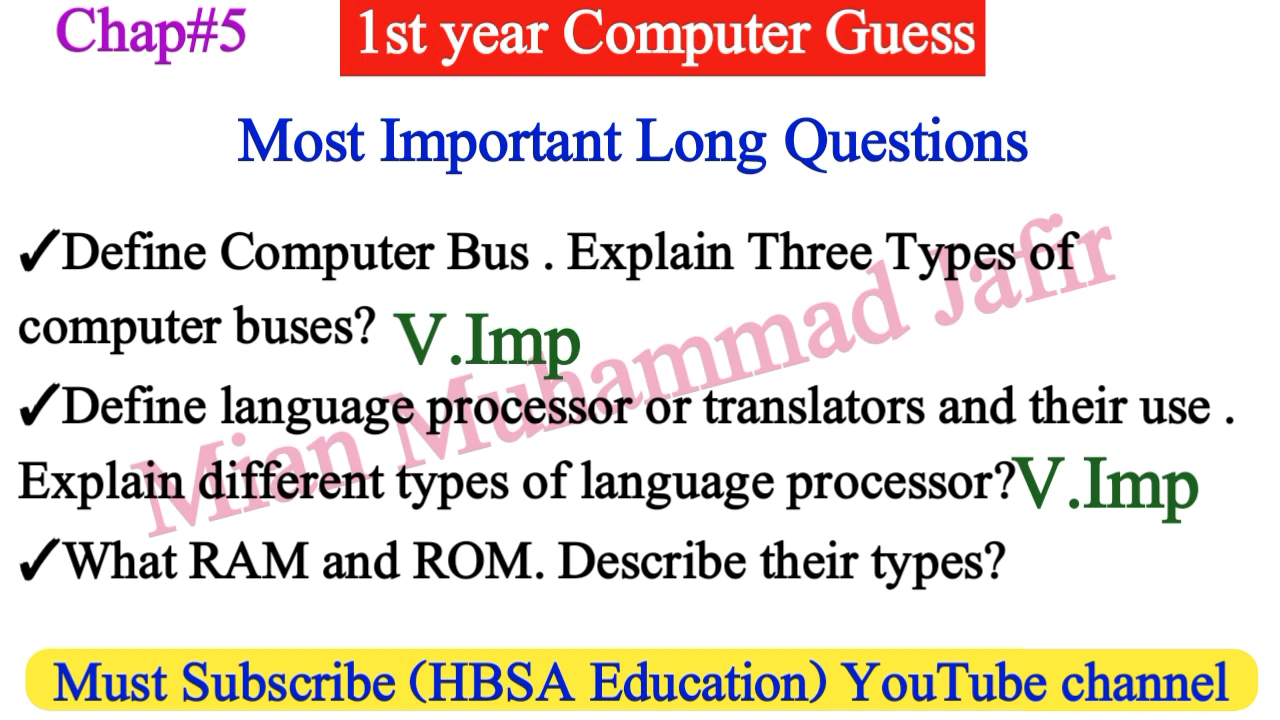 Chap#5
1st year Computer Guess
Most Important Long Questions
✓Define Computer Bus . Explain Three Types of
computer buses? V.Imp
✓Define language processor or translators and their use .
Explain different types of language processor?V.Imp
✓What RAM and ROM. Describe their types?
Mian Muhammad Jafir
Must Subscribe (HBSA Education) YouTube channel